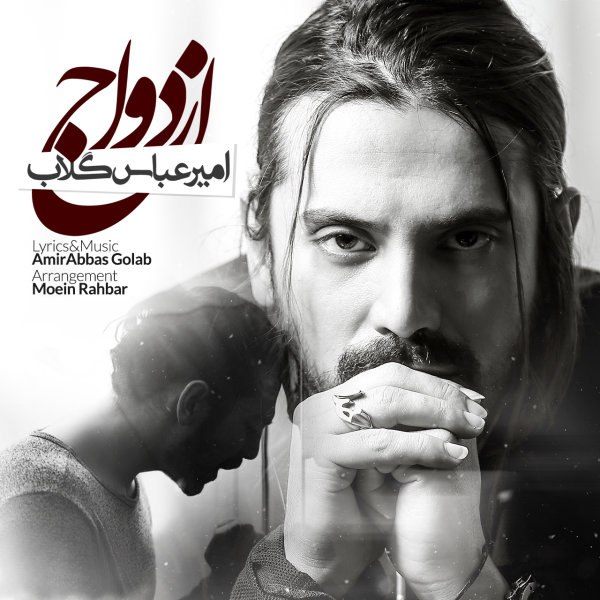 ازدواج
امیرعباس گلاب
Lyrics&Music
AmirAbbas Golab
Arrangement
Moein Rahbar